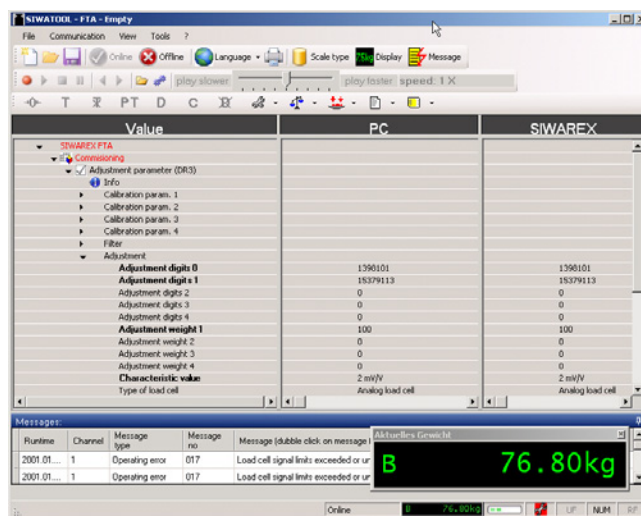 SIWATOOL - FTA - Empty
File Communication View Tools ?
Online Offline Language Scale type Display Message
play slower play faster speed: 1 X
T PT D C
Value PC SIWAREX
SIWAREX FTA
Commisioning
Adjustment parameter (DR3)
Info
Calibration param. 1
Calibration param. 2
Calibration param. 3
Calibration param. 4
Filter
Adjustment
Adjustment digits 0 1398101 1398101
Adjustment digits 1 15379113 15379113
Adjustment digits 2 0 0
Adjustment digits 3 0 0
Adjustment digits 4 0 0
Adjustment weight 1 100 100
Adjustment weight 2 0 0
Adjustment weight 3 0 0
Adjustment weight 4 0 0
Characteristic value 2 mV/V 2 mV/V
Type of load cell Analog load cell Analog load cell
Messages:
Runtime Channel Message type Message no Message (dubble click on message
Aktuelles Gewicht
2001.01.... 1 Operating error 017 Load cell signal limits exceeded or
2001.01.... 1 Operating error 017 Load cell signal limits exceeded or
B 76.80kg
Online B 76.80kg UF NUM RF